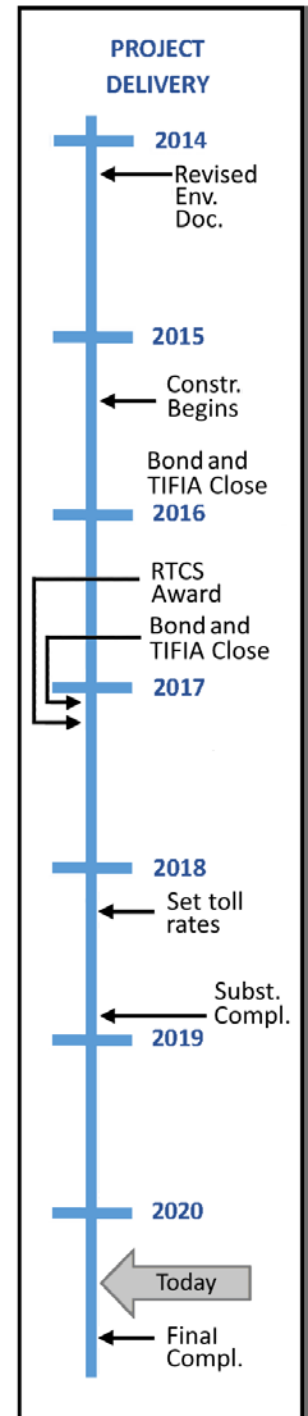 PROJECT
DELIVERY
2014
Revised
Env.
Doc.
2015
Constr.
Begins
Bond and
TIFIA Close
2016
RTCS
Award
Bond and
TIFIA Close
2017
2018
Set toll
rates
Subst.
Compl.
2019
2020
Today
Final
Compl.